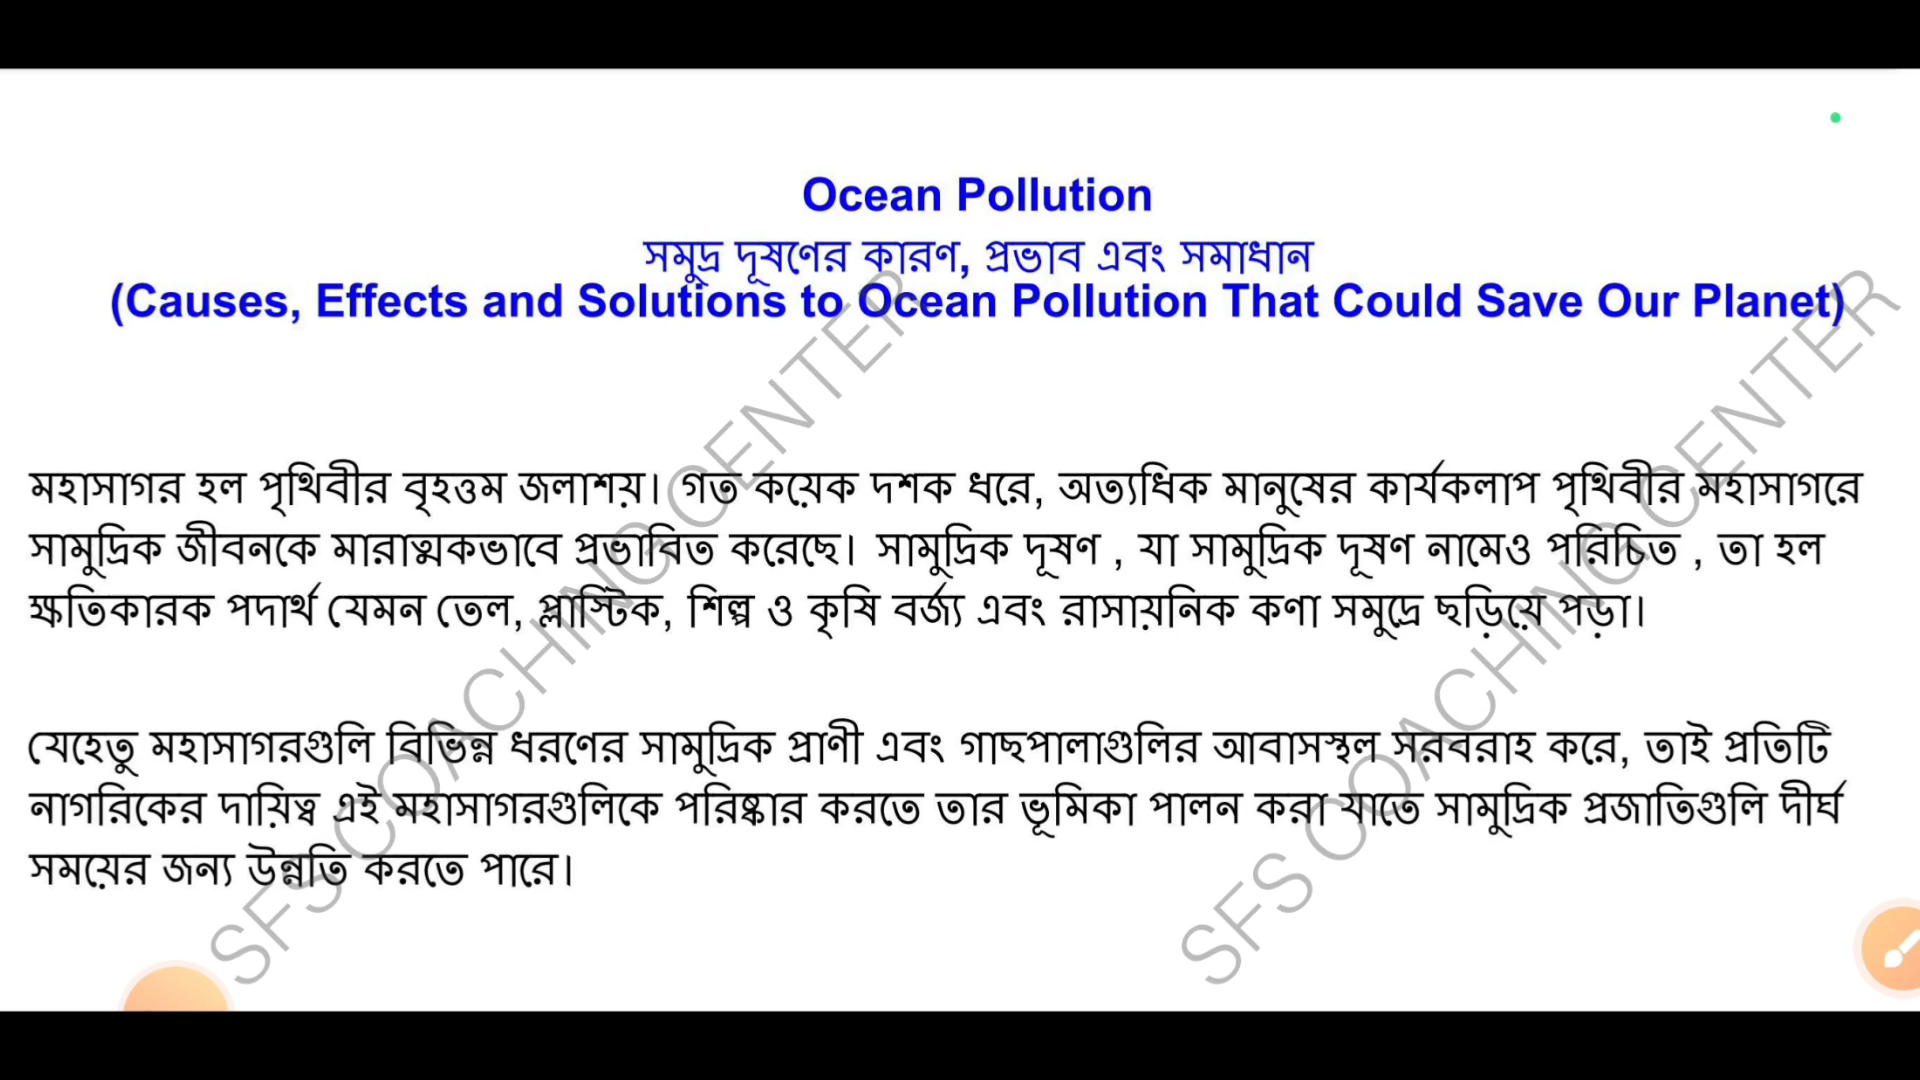 Ocean Pollution
সমুদ্র দূষণের কারণ, প্রভাব এবং সমাধান
(Causes, Effects and Solutions to Ocean Pollution That Could Save Our Planet)
মহাসাগর হল পৃথিবীর বৃহত্তম জলাশয়। গত কয়েক দশক ধরে, অত্যধিক মানুষের কার্যকলাপ পৃথিবীর মহাসাগরে
সামুদ্রিক জীবনকে মারাত্মকভাবে প্রভাবিত করেছে। সামুদ্রিক দূষণ , যা সামুদ্রিক দূষণ নামেও পরিচিত , তা হল
ক্ষতিকারক পদার্থ যেমন তেল, প্লাস্টিক, শিল্প ও কৃষি বর্জ্য এবং রাসায়নিক কণা সমুদ্রে ছড়িয়ে পড়া।
যেহেতু মহাসাগরগুলি বিভিন্ন ধরণের সামুদ্রিক প্রাণী এবং গাছপালাগুলির আবাসস্থল সরবরাহ করে, তাই প্রতিটি
নাগরিকের দায়িত্ব এই মহাসাগরগুলিকে পরিষ্কার করতে তার ভূমিকা পালন করা যাতে সামুদ্রিক প্রজাতিগুলি দীর্ঘ
সময়ের জন্য উন্নতি করতে পারে।
SFS COACHING CENTER
SFS COACHING CENTER